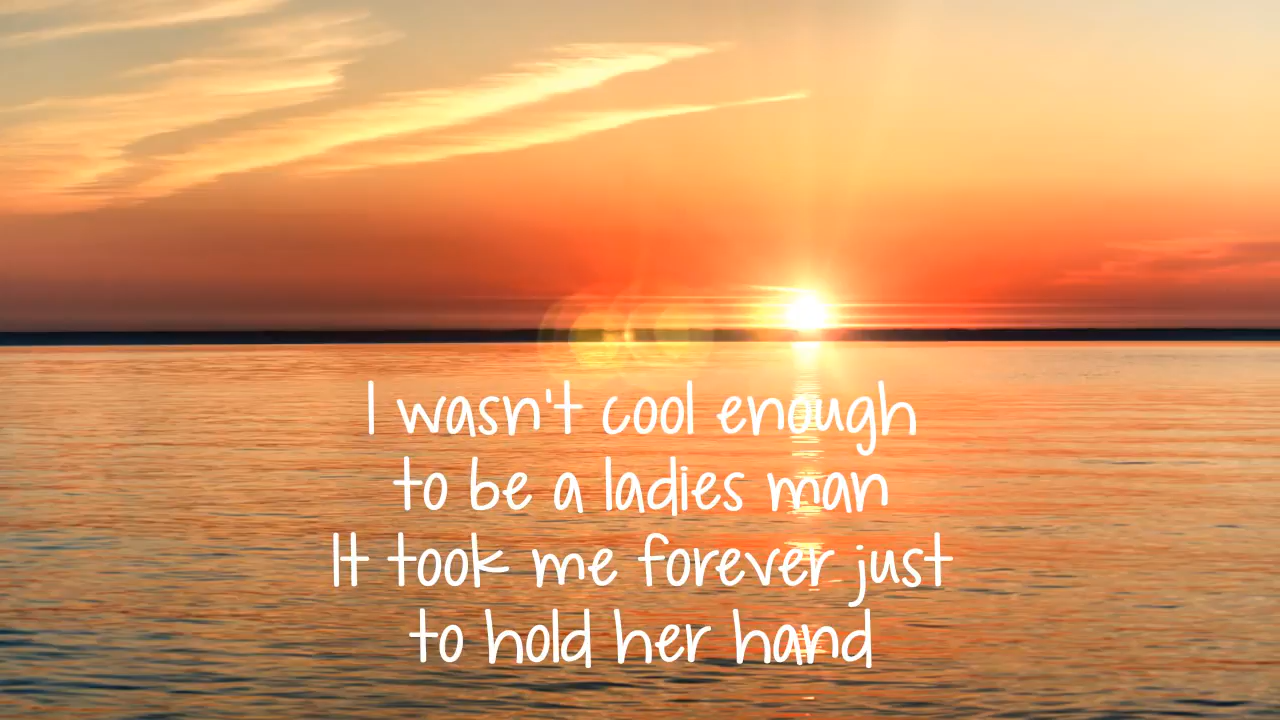 I wasn't cool enough
to be a ladies man
It took me forever just
to hold her hand